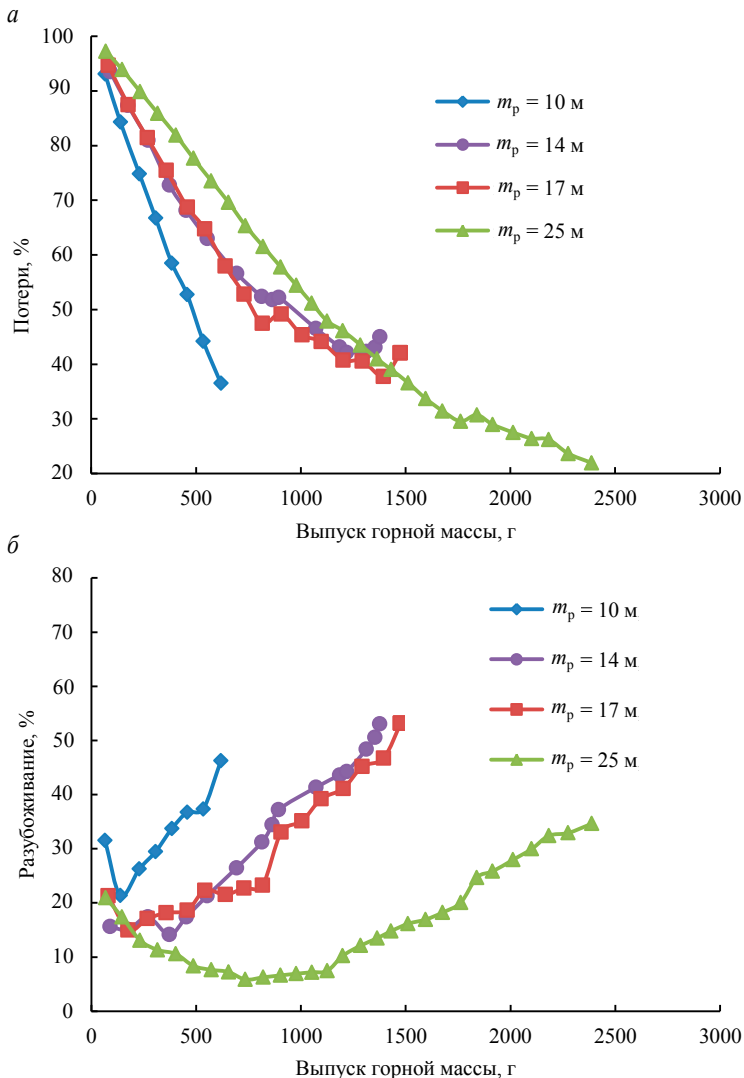 а
Потери, %
100
90
80
70
60
50
40
30
20
0 500 1000 1500 2000 2500 3000
Выпуск горной массы, г
mр = 10 м
mр = 14 м
mр = 17 м
mр = 25 м
б
Разубоживание, %
80
70
60
50
40
30
20
10
0
0 500 1000 1500 2000 2500 3000
Выпуск горной массы, г
mр = 10 м
mр = 14 м
mр = 17 м
mр = 25 м